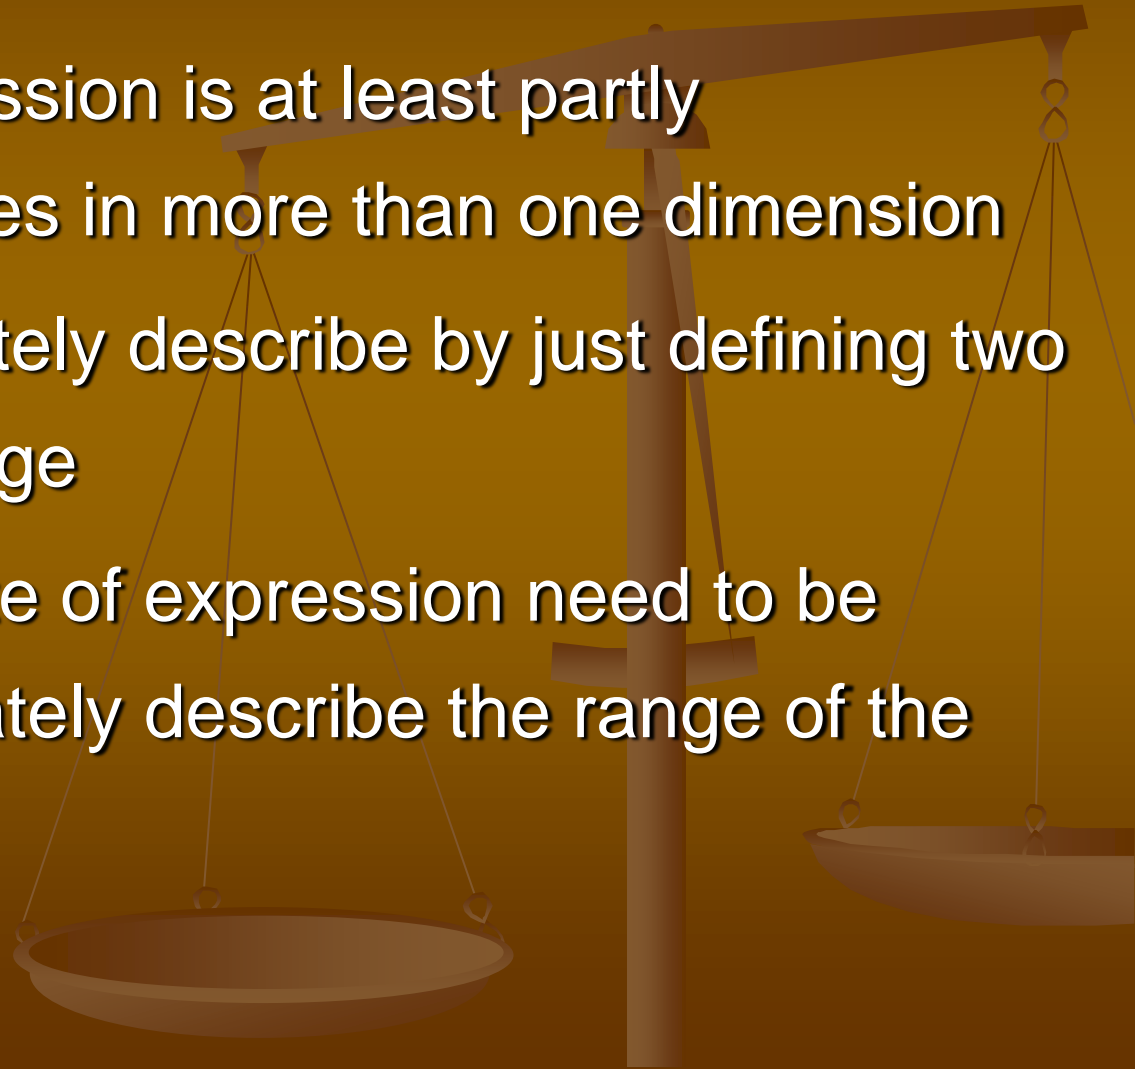 ssion is at least partly
es in more than one dimension
tely describe by just defining two
ge
e of expression need to be
ately describe the range of the